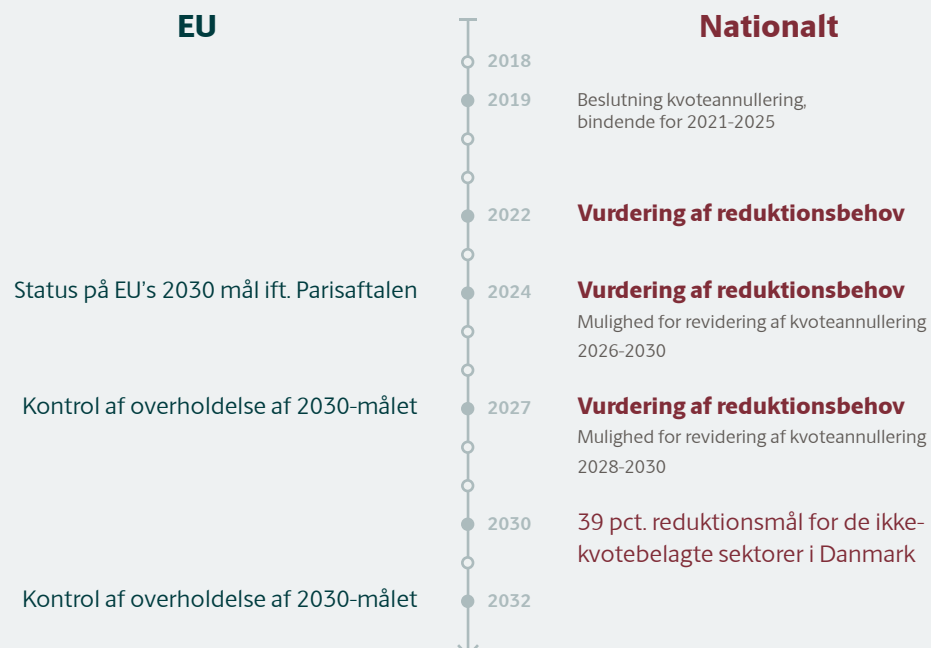 EU
Nationalt
2018
2019
Beslutning kvoteannullering,
bindende for 2021-2025
2022
Vurdering af reduktionsbehov
Status på EU's 2030 mål ift. Parisaftalen
2024
Vurdering af reduktionsbehov
Mulighed for revidering af kvoteannullering
2026-2030
Kontrol af overholdelse af 2030-målet
2027
Vurdering af reduktionsbehov
Mulighed for revidering af kvoteannullering
2028-2030
2030
39 pct. reduktionsmål for de ikke-
kvotebelagte sektorer i Danmark
Kontrol af overholdelse af 2030-målet
2032